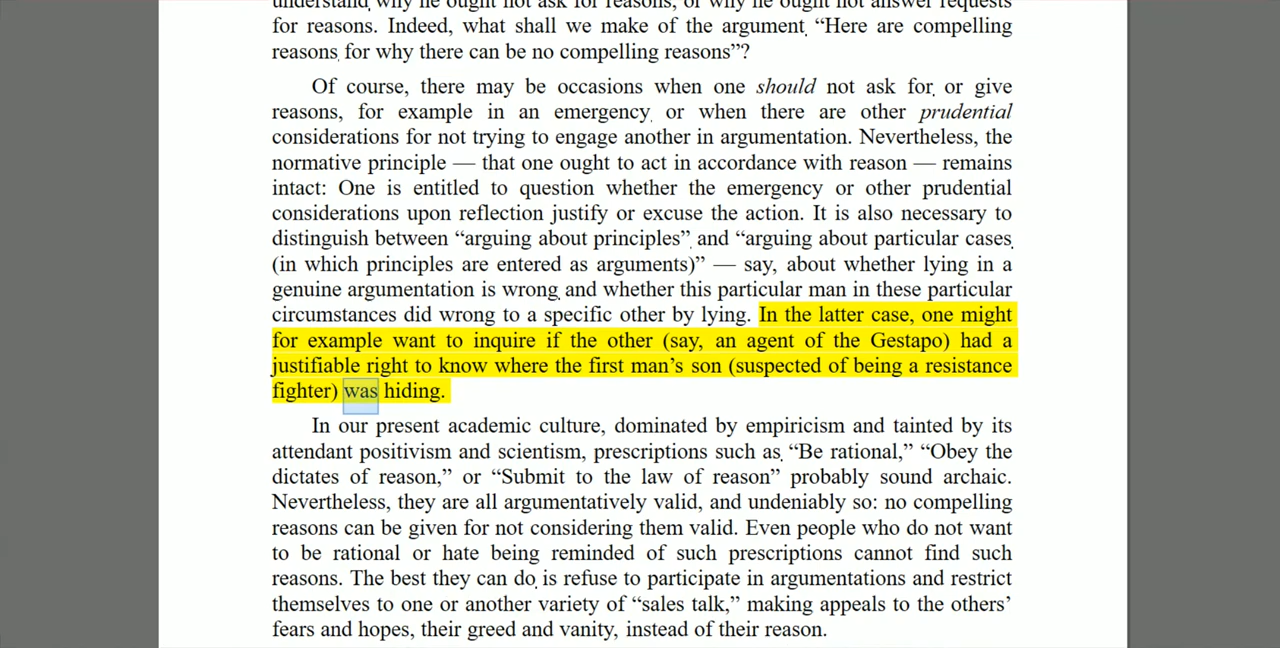 understand why he ought not ask for reasons, or why he ought not answer requests
for reasons. Indeed, what shall we make of the argument “Here are compelling
reasons for why there can be no compelling reasons”?
Of course, there may be occasions when one should not ask for or give
reasons, for example in an emergency or when there are other prudential
considerations for not trying to engage another in argumentation. Nevertheless, the
normative principle — that one ought to act in accordance with reason — remains
intact: One is entitled to question whether the emergency or other prudential
considerations upon reflection justify or excuse the action. It is also necessary to
distinguish between “arguing about principles” and “arguing about particular cases
(in which principles are entered as arguments)” — say, about whether lying in a
genuine argumentation is wrong and whether this particular man in these particular
circumstances did wrong to a specific other by lying. In the latter case, one might
for example want to inquire if the other (say, an agent of the Gestapo) had a
justifiable right to know where the first man’s son (suspected of being a resistance
fighter) was hiding.
In our present academic culture, dominated by empiricism and tainted by its
attendant positivism and scientism, prescriptions such as “Be rational,” “Obey the
dictates of reason,” or “Submit to the law of reason” probably sound archaic.
Nevertheless, they are all argumentatively valid, and undeniably so: no compelling
reasons can be given for not considering them valid. Even people who do not want
to be rational or hate being reminded of such prescriptions cannot find such
reasons. The best they can do is refuse to participate in argumentations and restrict
themselves to one or another variety of “sales talk,” making appeals to the others’
fears and hopes, their greed and vanity, instead of their reason.